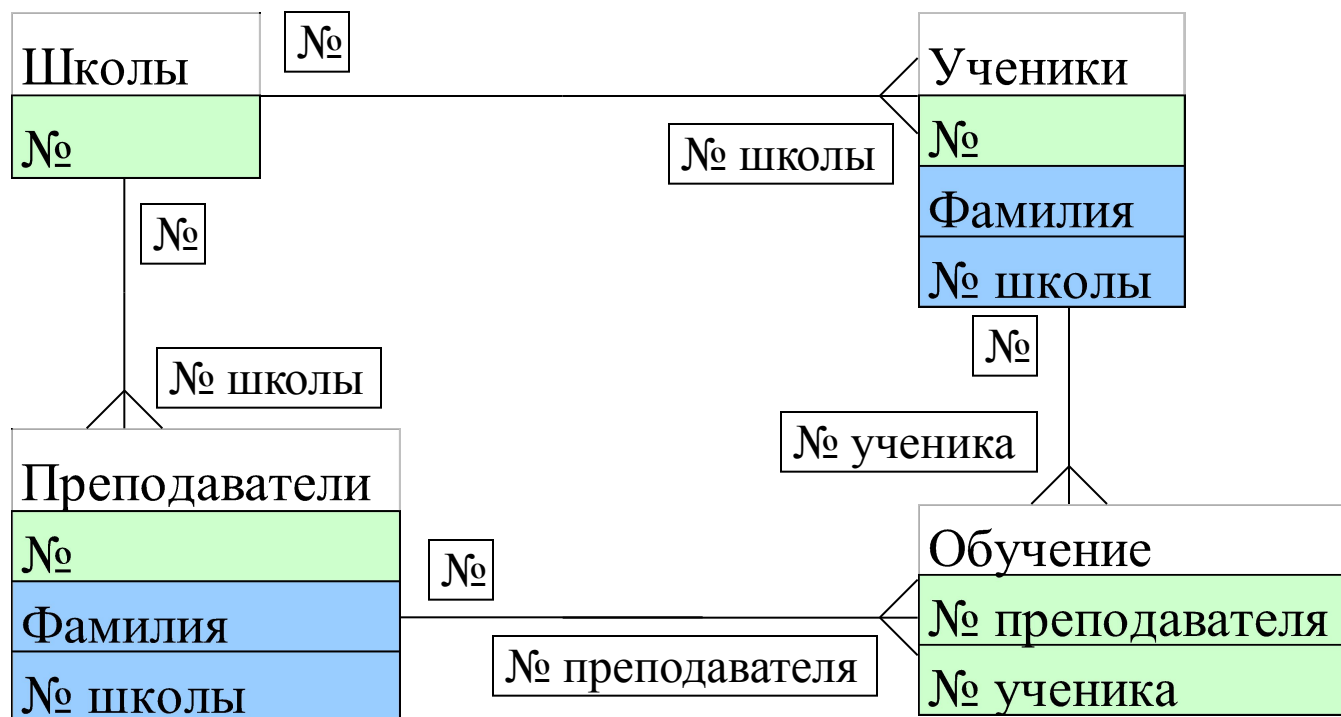 Школы
№
№
№ школы
Ученики
№
Фамилия
№ школы
№
№ школы
№
№ ученика
Преподаватели
№
Фамилия
№ школы
№
№ преподавателя
Обучение
№ преподавателя
№ ученика